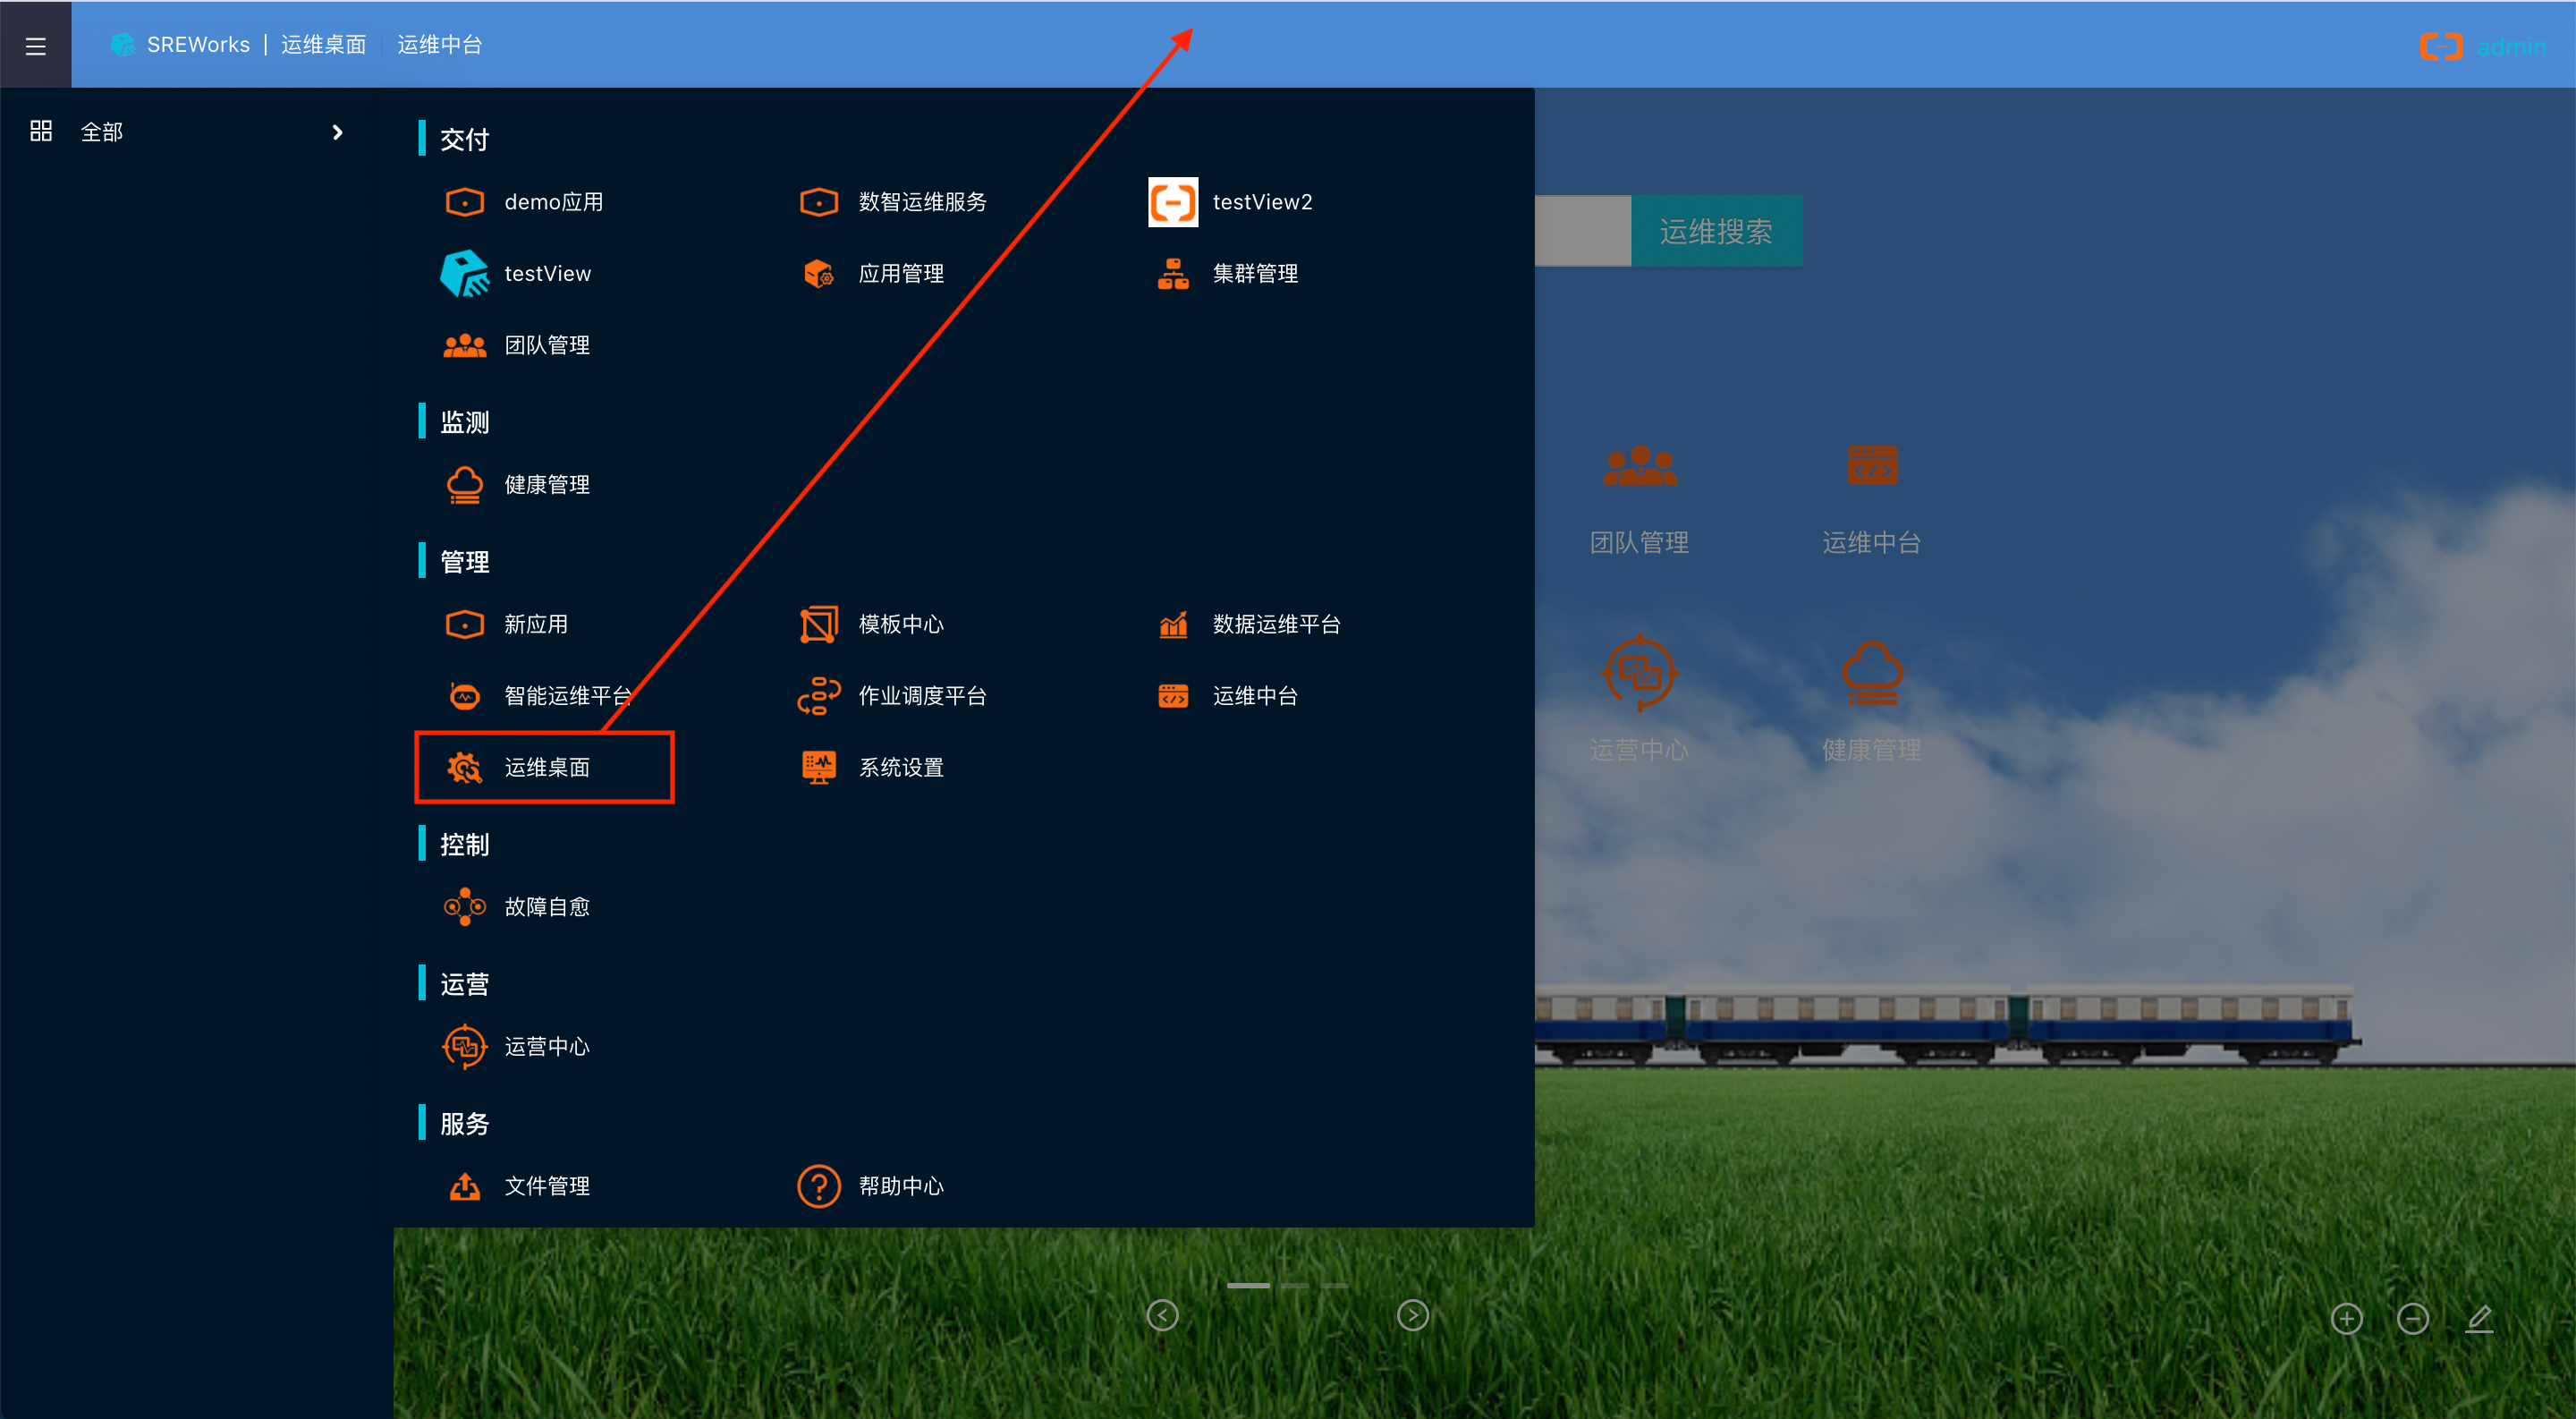 SREWorks | 运维桌面 运维中台
admin
全部
交付
demo应用 数智运维服务 testView2
testView 应用管理 集群管理
团队管理
监测
健康管理
管理
新应用 模板中心 数据运维平台
智能运维平台 作业调度平台 运维中台
运维桌面 系统设置
控制
故障自愈
运营
运营中心
服务
文件管理 帮助中心
运维搜索
团队管理 运维中台
运营中心 健康管理